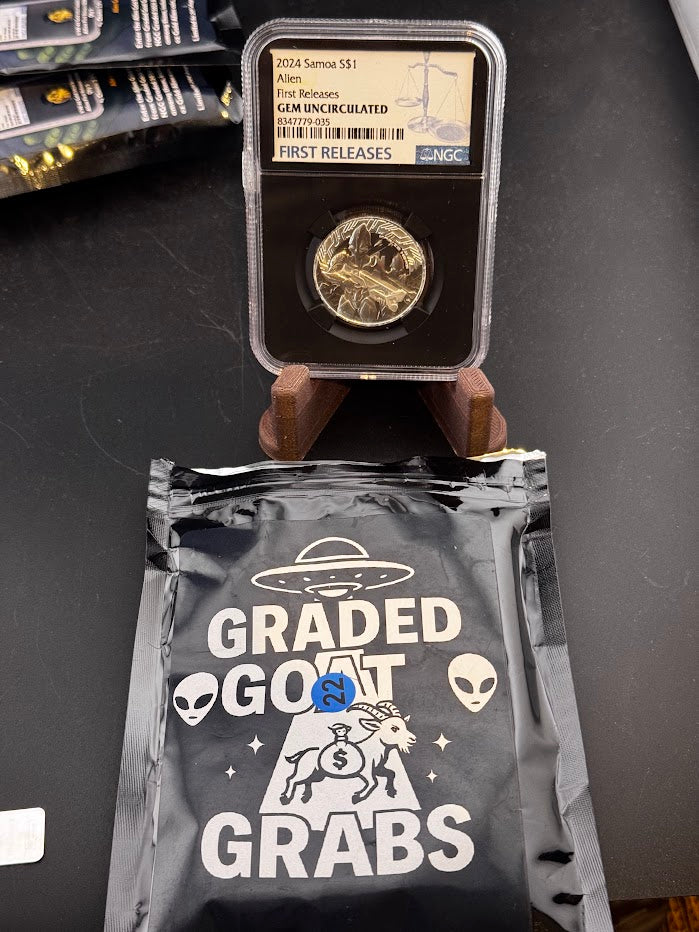 2024 Samoa S$1
Alien
First Releases
GEM UNCIRCULATED
8347779-035
FIRST RELEASES
NGC
GRADED
GOAT
22
$
GRABS